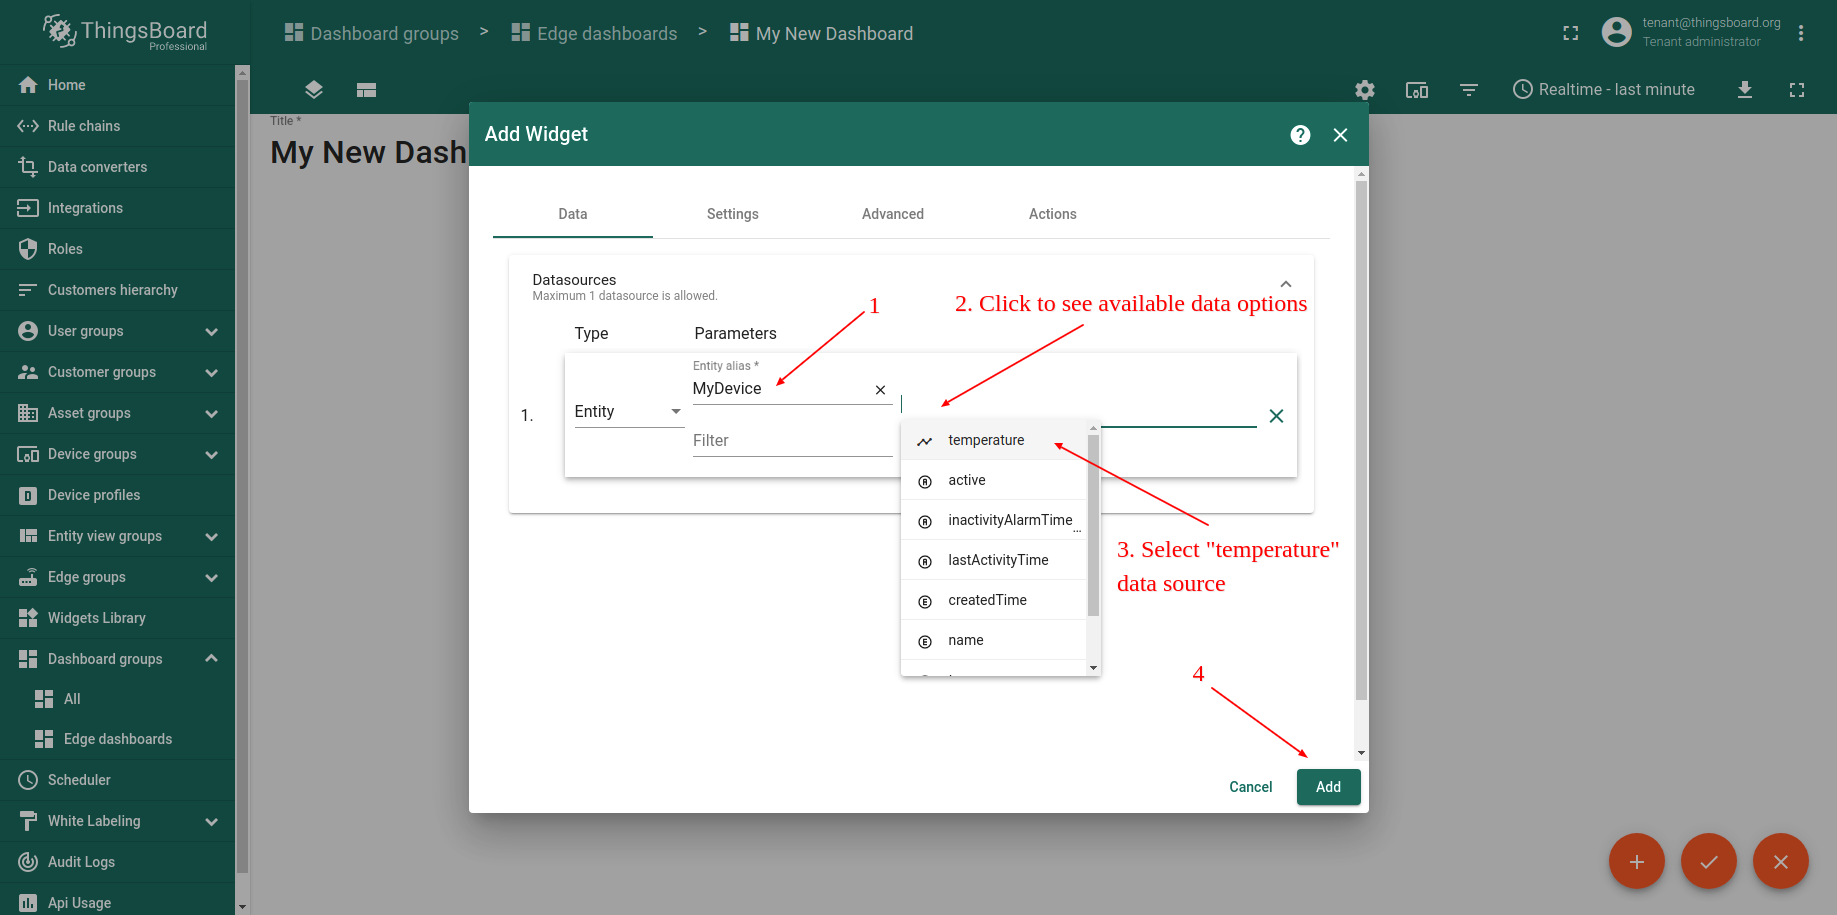 ThingsBoard
Professional
Dashboard groups > Edge dashboards > My New Dashboard
tenant@thingsboard.org
Tenant administrator
Realtime - last minute
Home
Rule chains
Data converters
Integrations
Roles
Customers hierarchy
User groups
Customer groups
Asset groups
Device groups
Device profiles
Entity view groups
Edge groups
Widgets Library
Dashboard groups
All
Edge dashboards
Scheduler
White Labeling
Audit Logs
Api Usage
Title *
My New Dash
Add Widget
Data
Settings
Advanced
Actions
Datasources
Maximum 1 datasource is allowed.
1
2. Click to see available data options
Type
Parameters
1.
Entity
Entity alias *
MyDevice
Filter
temperature
active
inactivityAlarmTime...
lastActivityTime
createdTime
name
3. Select "temperature"
data source
4
Cancel
Add